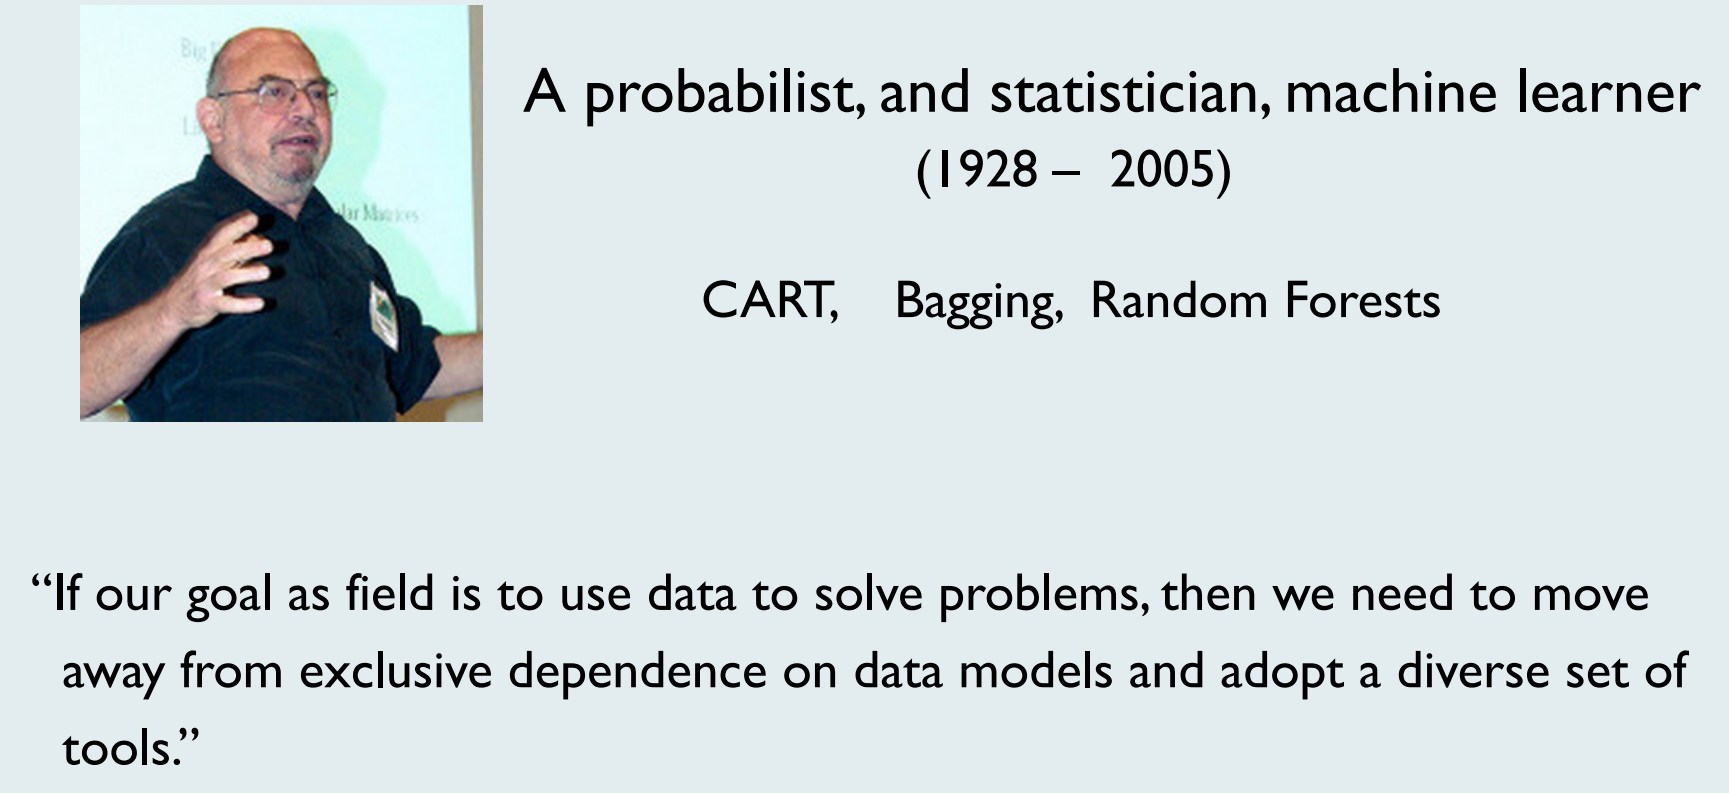 A probabilist, and statistician, machine learner
(1928 – 2005)
CART, Bagging, Random Forests
“If our goal as field is to use data to solve problems, then we need to move
away from exclusive dependence on data models and adopt a diverse set of
tools.”
Big
Matrices